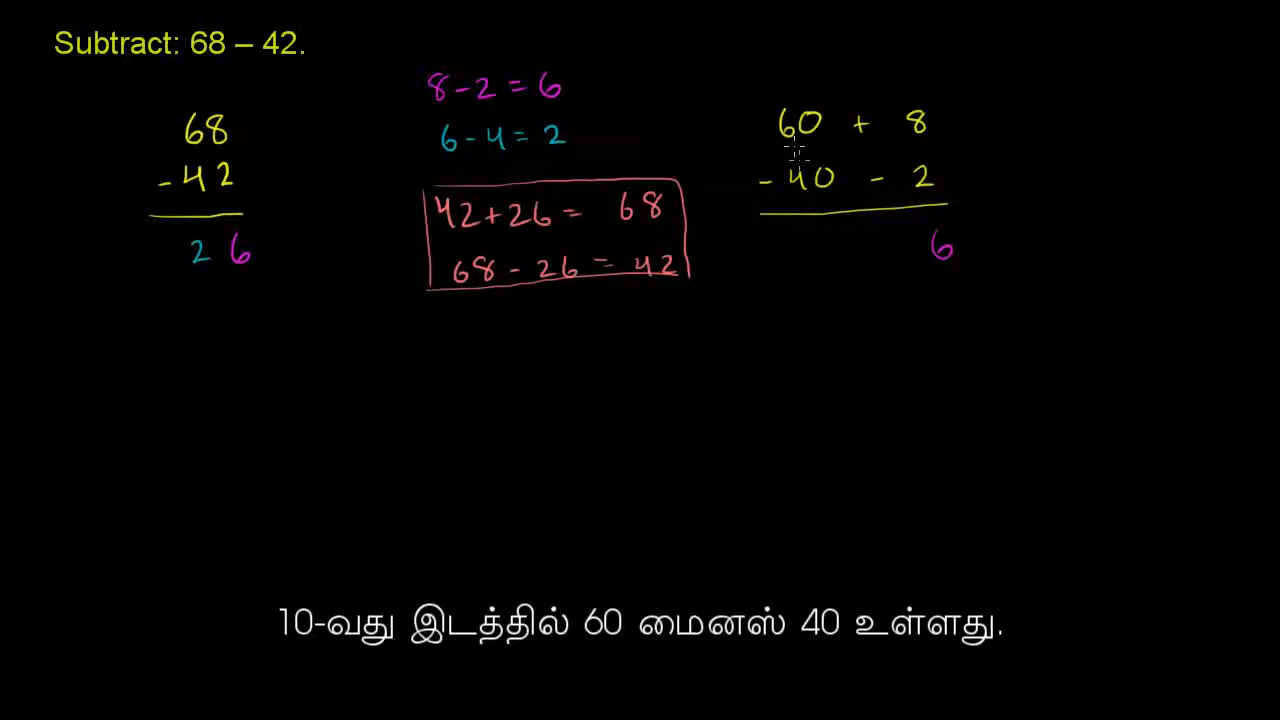 Subtract: 68 – 42.
68
- 42
26
8 - 2 = 6
6 - 4 = 2
42 + 26 = 68
68 - 26 = 42
60 + 8
- 40 - 2
6
10-வது இடத்தில் 60 மைனஸ் 40 உள்ளது.